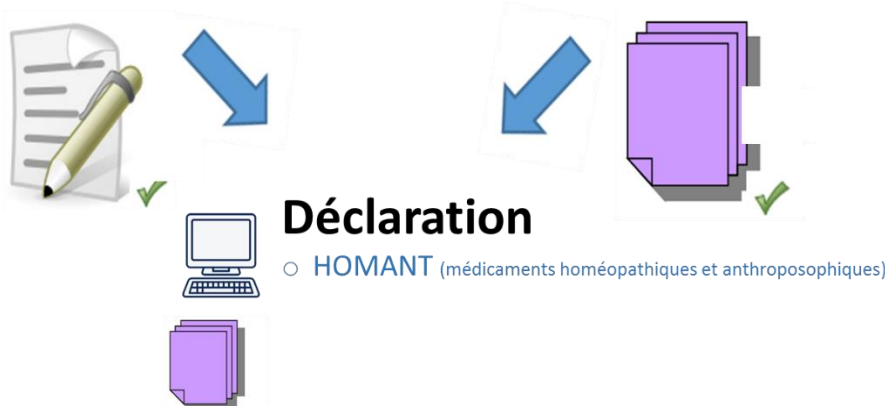 Déclaration
○ HOMANT (médicaments homéopathiques et anthroposophiques)